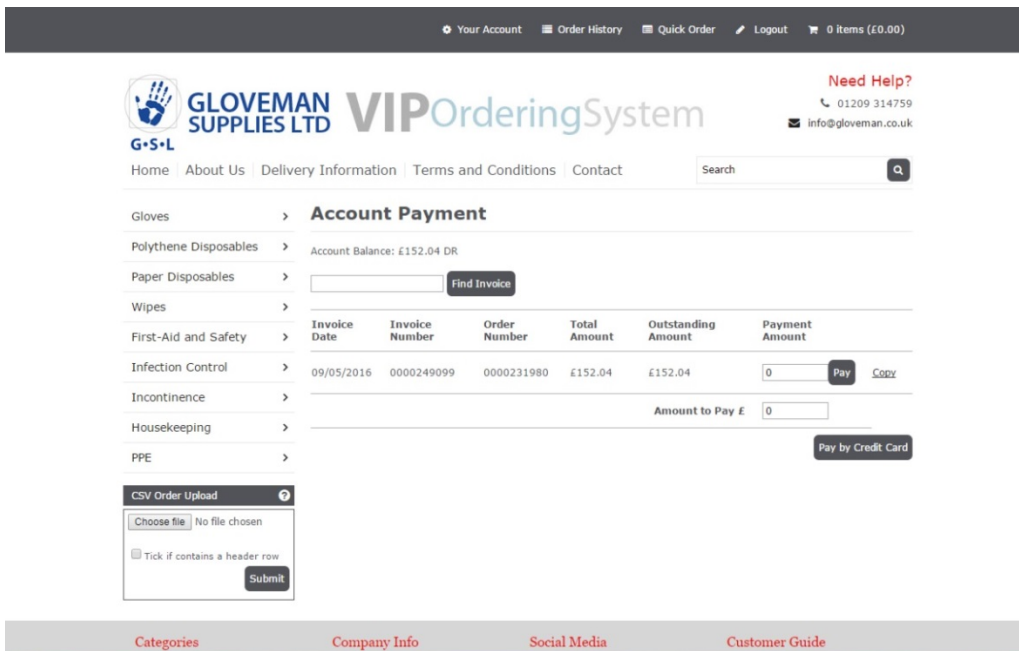 Your Account Order History Quick Order Logout 0 items (£0.00)
GLOVEMAN
SUPPLIES LTD
G•S•L
VIPOrderingSystem
Need Help?
01209 314759
info@gloveman.co.uk
Home About Us Delivery Information Terms and Conditions Contact Search
Gloves
Polythene Disposables
Paper Disposables
Wipes
First-Aid and Safety
Infection Control
Incontinence
Housekeeping
PPE
CSV Order Upload ?
Choose file No file chosen
Tick if contains a header row
Submit
Account Payment
Account Balance: £152.04 DR
Find Invoice
Invoice Date Invoice Number Order Number Total Amount Outstanding Amount Payment Amount
09/05/2016 0000249099 0000231980 £152.04 £152.04 0 Pay Copy
Amount to Pay £ 0
Pay by Credit Card
Categories Company Info Social Media Customer Guide